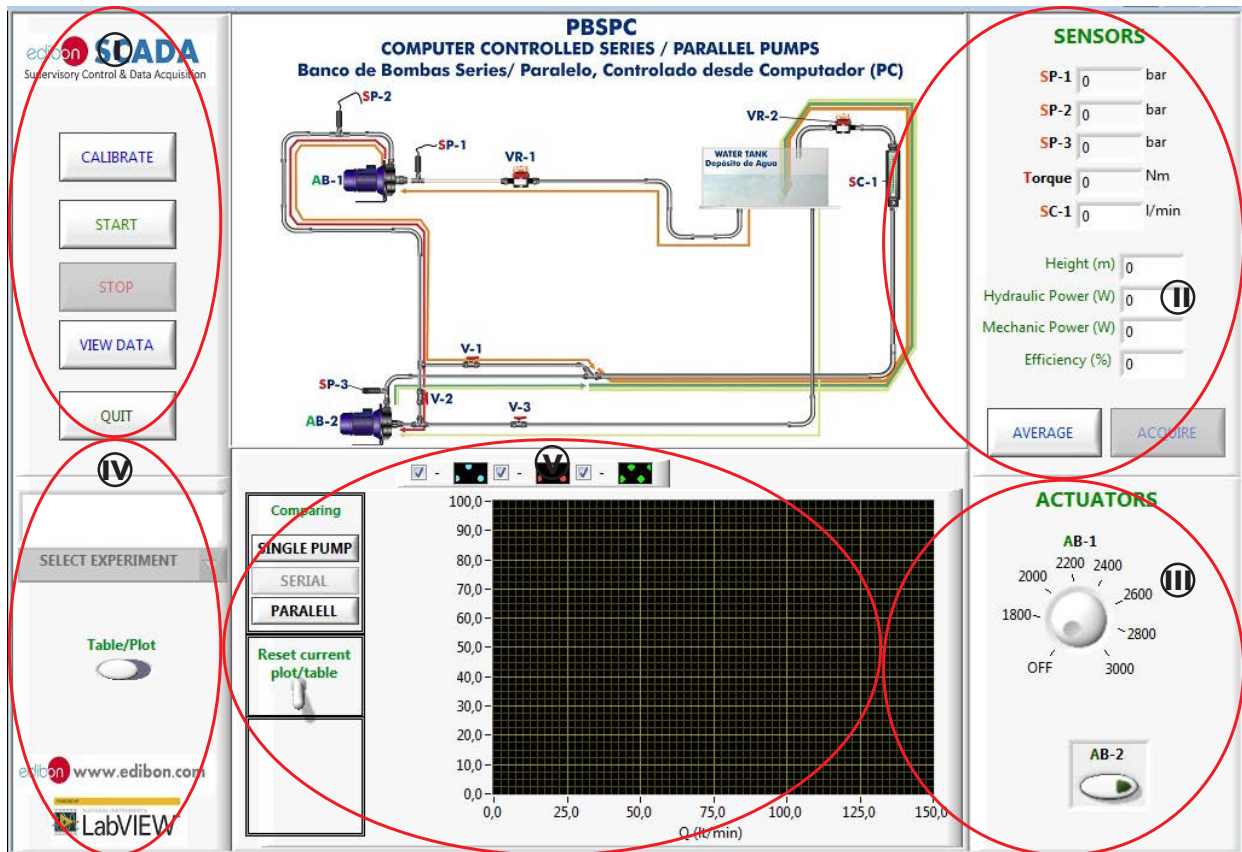 edibon SCADA
Supervisory Control & Data Acquisition
I
CALIBRATE
START
STOP
VIEW DATA
QUIT
PBSPC
COMPUTER CONTROLLED SERIES / PARALLEL PUMPS
Banco de Bombas Series/ Paralelo, Controlado desde Computador (PC)
SP-2
SP-1
VR-1
AB-1
VR-2
WATER TANK
Depósito de Agua
SC-1
V-1
SP-3
V-2
V-3
AB-2
SENSORS
SP-1 0 bar
SP-2 0 bar
SP-3 0 bar
Torque 0 Nm
SC-1 0 l/min
Height (m) 0
Hydraulic Power (W) 0
II
Mechanic Power (W) 0
Efficiency (%) 0
AVERAGE
ACQUIRE
IV
SELECT EXPERIMENT
Table/Plot
edibon www.edibon.com
LabVIEW
V
- - -
Comparing
SINGLE PUMP
SERIAL
PARALELL
Reset current
plot/table
100,0
90,0
80,0
70,0
60,0
50,0
40,0
30,0
20,0
10,0
0,0
0,0 25,0 50,0 75,0 100,0 125,0 150,0
Q (lt/min)
ACTUATORS
AB-1
III
OFF 1800 2000 2200 2400 2600 2800 3000
AB-2